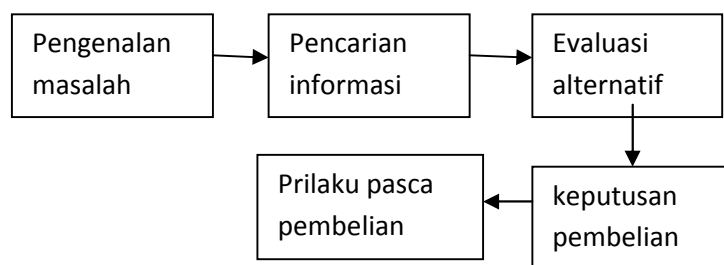 Pengenalan
masalah
Pencarian
informasi
Evaluasi
alternatif
keputusan
pembelian
Prilaku pasca
pembelian